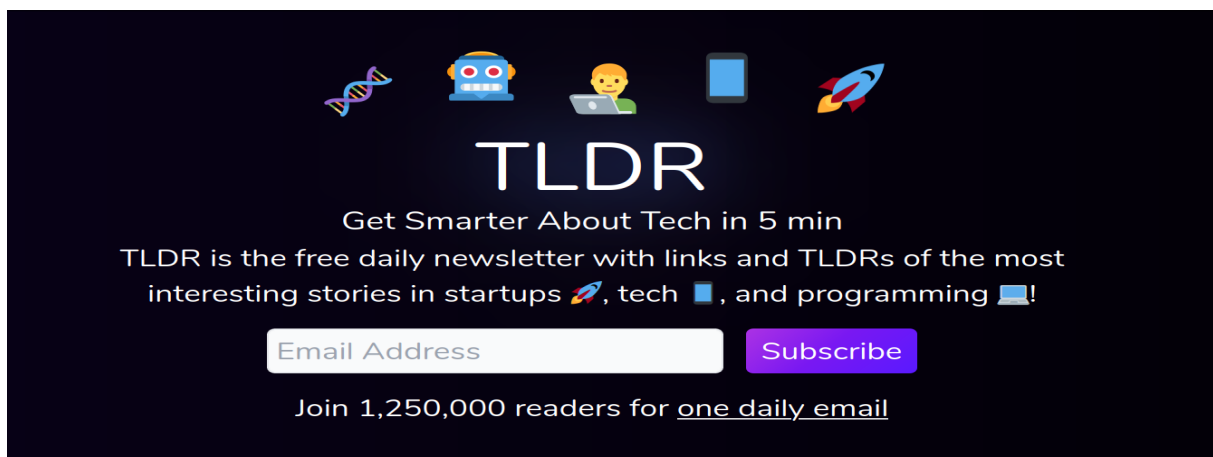 TLDR
Get Smarter About Tech in 5 min
TLDR is the free daily newsletter with links and TLDRs of the most
interesting stories in startups 🚀, tech 📱, and programming 💻!
Email Address
Subscribe
Join 1,250,000 readers for one daily email